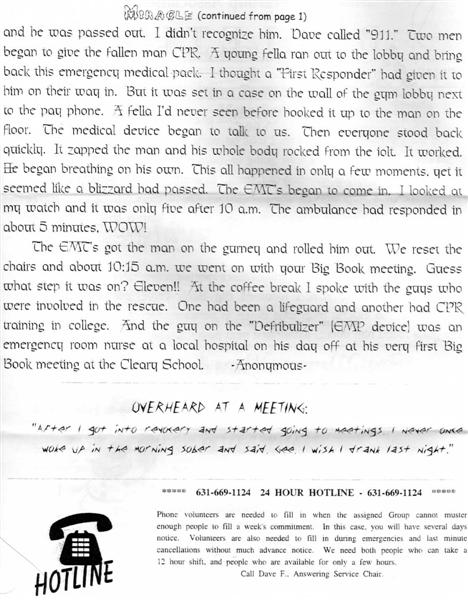 MIRACLE (continued from page 1)
and he was passed out. I didn't recognize him. Dave called "911." Two men
began to give the fallen man CPR. A young fella ran out to the lobby and bring
back this emergency medical pack. I thought a "First Responder" had given it to
him on their way in. But it was set in a case on the wall of the gym lobby next
to the pay phone. A fella I'd never seen before hooked it up to the man on the
floor. The medical device began to talk to us. Then everyone stood back
quickly. It zapped the man and his whole body rocked from the jolt. It worked.
He began breathing on his own. This all happened in only a few moments, yet it
seemed like a blizzard had passed. The EMT's began to come in. I looked at
my watch and it was only five after 10 a.m. The ambulance had responded in
about 5 minutes, WOW!
The EMT's got the man on the gurney and rolled him out. We reset the
chairs and about 10:15 a.m. we went on with your Big Book meeting. Guess
what step it was on? Eleven!! At the coffee break I spoke with the guys who
were involved in the rescue. One had been a lifeguard and another had CPR
training in college. And the guy on the "Defribulizer" (EMP device) was an
emergency room nurse at a local hospital on his day off at his very first Big
Book meeting at the Cleary School. -Anonymous-
OVERHEARD AT A MEETING:
"After I got into recovery and started going to meetings I never once
woke up in the morning sober and said, Gee, I wish I drank last night."
***** 631-669-1124 24 HOUR HOTLINE - 631-669-1124 *****
Phone volunteers are needed to fill in when the assigned Group cannot muster
enough people to fill a week's commitment. In this case, you will have several days
notice. Volunteers are also needed to fill in during emergencies and last minute
cancellations without much advance notice. We need both people who can take a
12 hour shift, and people who are available for only a few hours.
Call Dave F., Answering Service Chair.
HOTLINE